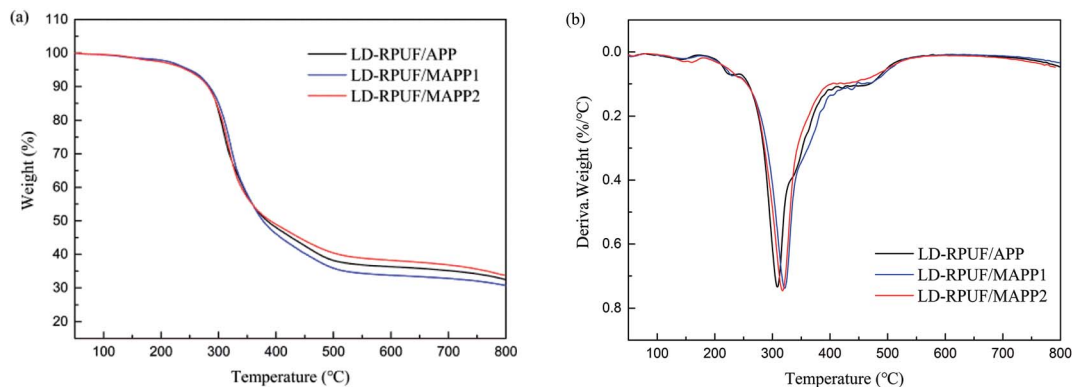 (a)
110
100
90
80
70
60
50
40
30
20
Weight (%)
LD-RPUF/APP
LD-RPUF/MAPP1
LD-RPUF/MAPP2
100 200 300 400 500 600 700 800
Temperature (℃)
(b)
0.0
0.2
0.4
0.6
0.8
Deriva.Weight (%/℃)
LD-RPUF/APP
LD-RPUF/MAPP1
LD-RPUF/MAPP2
100 200 300 400 500 600 700 800
Temperature (℃)